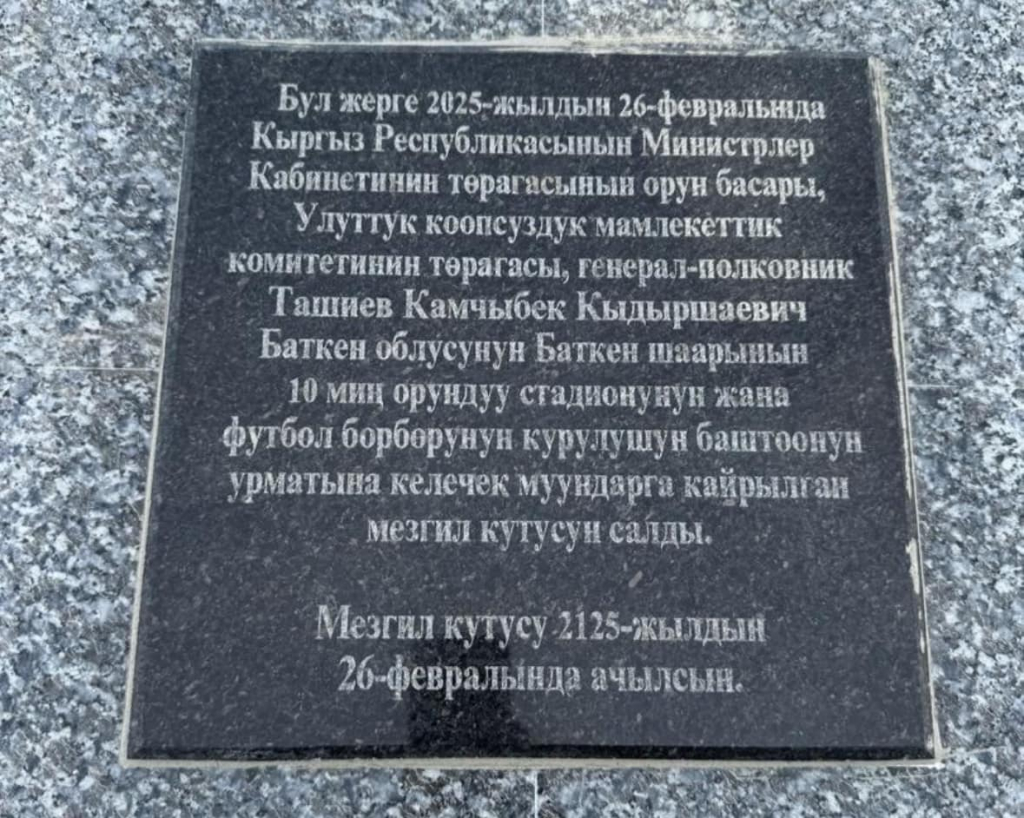 Бул жерге 2025-жылдын 26-февралында
Кыргыз Республикасынын Министрлер
Кабинетинин төрагасынын орун басары,
Улуттук коопсуздук мамлекеттик
комитетинин төрагасы, генерал-полковник
Ташиев Камчыбек Кыдыршаевич
Баткен облусунун Баткен шаарынын
10 миң орундуу стадионунун жана
футбол борборунун курулушун баштоонун
урматына келечек муундарга кайрылган
мезгил кутусун салды.
Мезгил кутусу 2125-жылдын
26-февралында ачылсын.